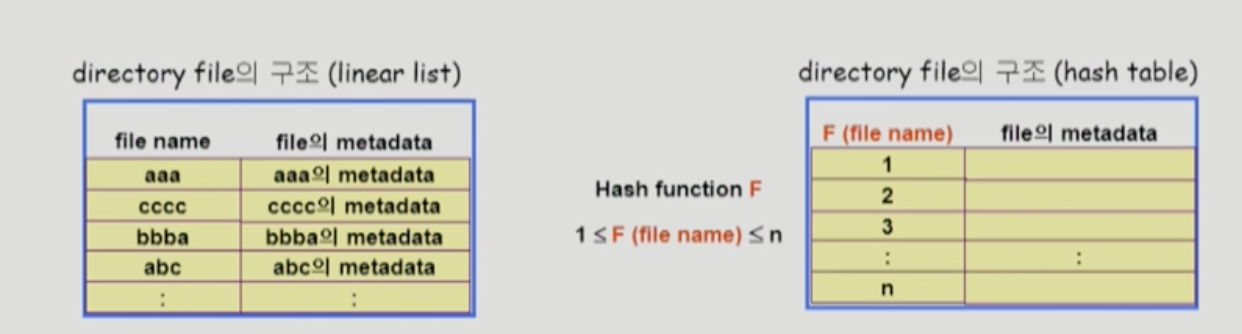 directory file의 구조 (linear list)
file name file의 metadata
aaa aaa의 metadata
cccc cccc의 metadata
bbba bbba의 metadata
abc abc의 metadata
: :
Hash function F
1 ≤ F (file name) ≤ n
directory file의 구조 (hash table)
F (file name) file의 metadata
1
2
3
: :
n